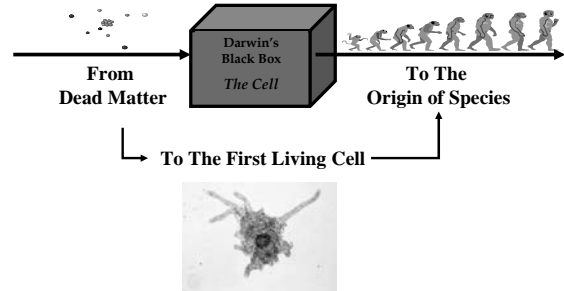 Darwin's
Black Box
The Cell
From
Dead Matter
To The
Origin of Species
To The First Living Cell